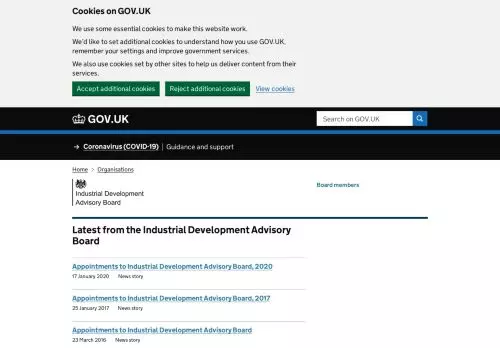 Cookies on GOV.UK
We use some essential cookies to make this website work.
We'd like to set additional cookies to understand how you use GOV.UK,
remember your settings and improve government services.
We also use cookies set by other sites to help us deliver content from their
services.
Accept additional cookies
Reject additional cookies
View cookies
GOV.UK
Search on GOV.UK
→ Coronavirus (COVID-19) | Guidance and support
Home > Organisations
Industrial Development
Advisory Board
Board members
Latest from the Industrial Development Advisory
Board
Appointments to Industrial Development Advisory Board, 2020
17 January 2020 News story
Appointments to Industrial Development Advisory Board, 2017
25 January 2017 News story
Appointments to Industrial Development Advisory Board
23 March 2016 News story